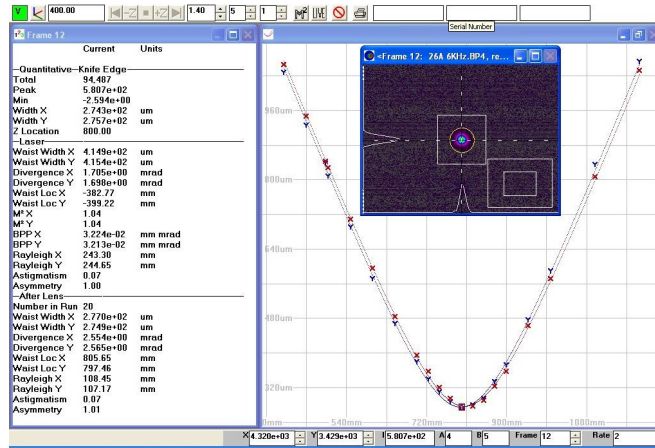 V 400.00 -Z +Z 1.40 5 1 M² LIVE
Serial Number
Frame 12
Current Units
Quantitative-Knife Edge
Total 94,487
Peak 5.807e+02
Min -2.594e+00
Width X 2.743e+02 um
Width Y 2.757e+02 um
Z Location 800.00
Laser
Waist Width X 4.149e+02 um
Waist Width Y 4.154e+02 um
Divergence X 1.705e+00 mrad
Divergence Y 1.698e+00 mrad
Waist Loc X -382.77 mm
Waist Loc Y -399.22 mm
M² X 1.04
M² Y 1.04
BPP X 3.224e-02 mm mrad
BPP Y 3.213e-02 mm mrad
Rayleigh X 243.30 mm
Rayleigh Y 244.65 mm
Astigmatism 0.07
Asymmetry 1.00
After Lens
Number in Run 20
Waist Width X 2.770e+02 um
Waist Width Y 2.749e+02 um
Divergence X 2.554e+00 mrad
Divergence Y 2.565e+00 mrad
Waist Loc X 805.65 mm
Waist Loc Y 797.46 mm
Rayleigh X 108.45 mm
Rayleigh Y 107.17 mm
Astigmatism 0.07
Asymmetry 1.01
<Frame 12: 76A 6KHz.BP4, re...
960um
800um
640um
480um
320um
0mm 540mm 720mm 900mm 1080mm
X 4.320e+03 Y 3.429e+03 I 5.807e+02 A 4 B 5 Frame 12 Rate 2